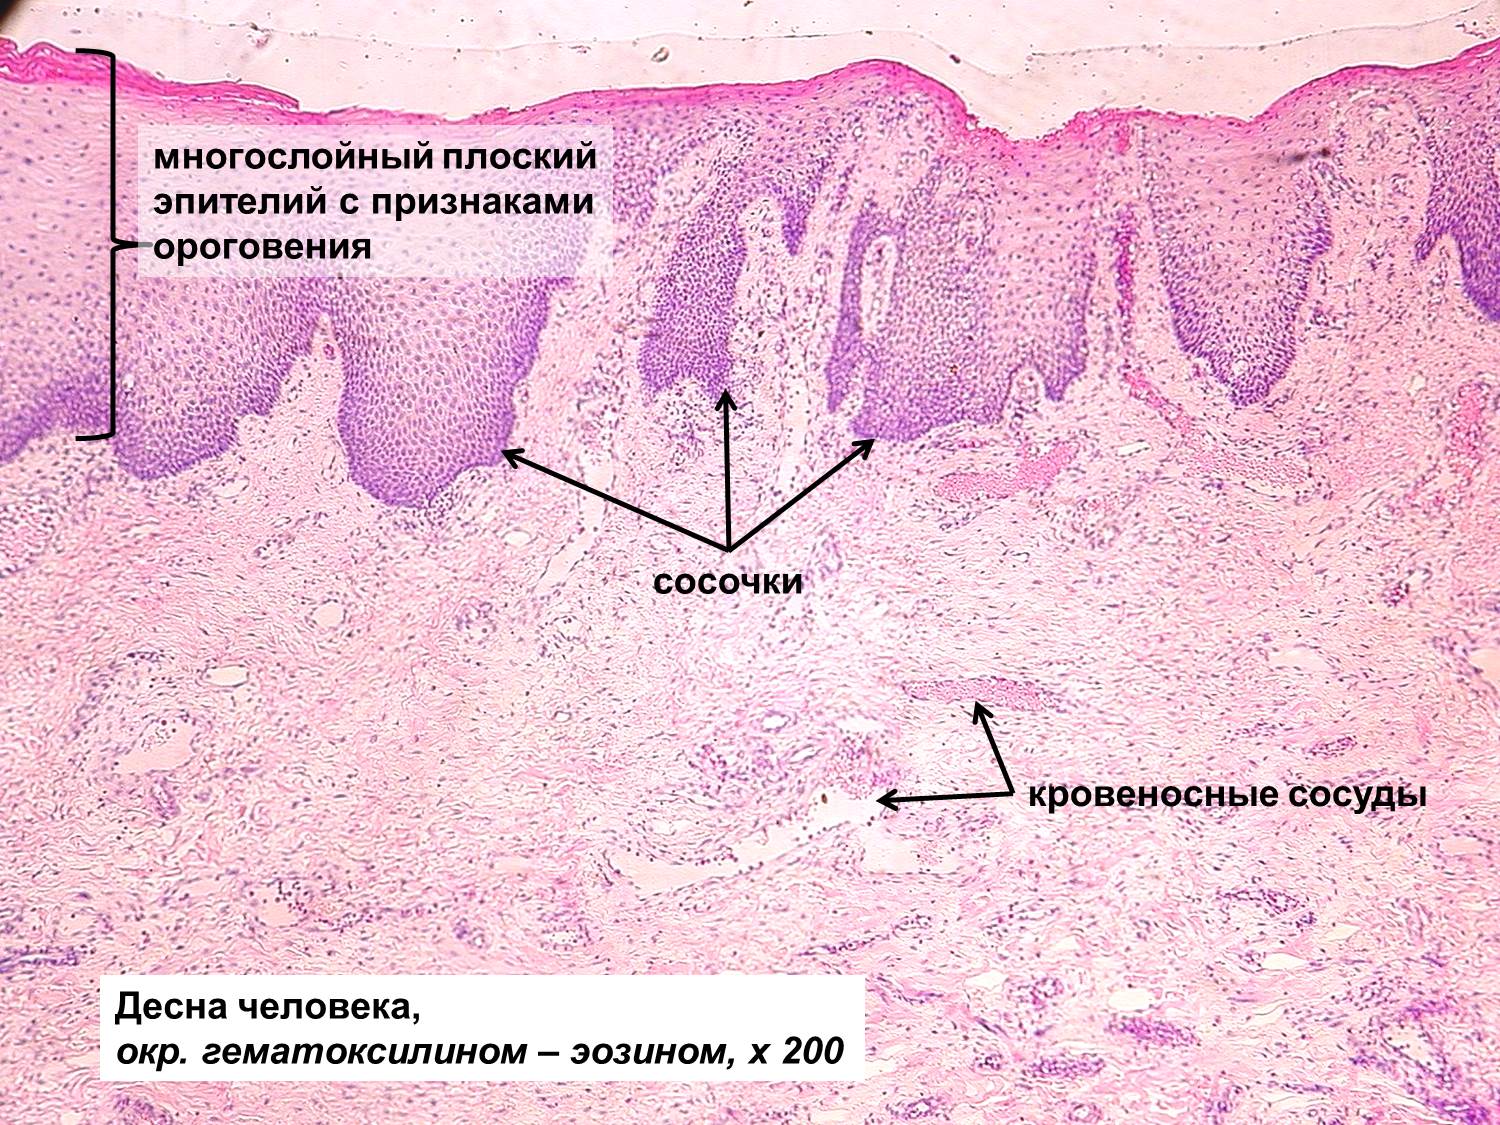 многослойный плоский
эпителий с признаками
ороговения
сосочки
кровеносные сосуды
Десна человека,
окр. гематоксилином – эозином, х 200